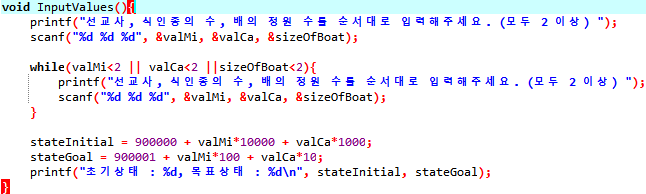 void InputValues(){
printf("선교사, 식인종의 수, 배의 정원 수를 순서대로 입력해주세요. (모두 2 이상) ");
scanf("%d %d %d", &valMi, &valCa, &sizeOfBoat);
while(valMi<2 || valCa<2 ||sizeOfBoat<2){
printf("선교사, 식인종의 수, 배의 정원 수를 순서대로 입력해주세요. (모두 2 이상) ");
scanf("%d %d %d", &valMi, &valCa, &sizeOfBoat);
}
stateInitial = 900000 + valMi*10000 + valCa*1000;
stateGoal = 900001 + valMi*100 + valCa*10;
printf("초기상태 : %d, 목표상태 : %d\n", stateInitial, stateGoal);
}